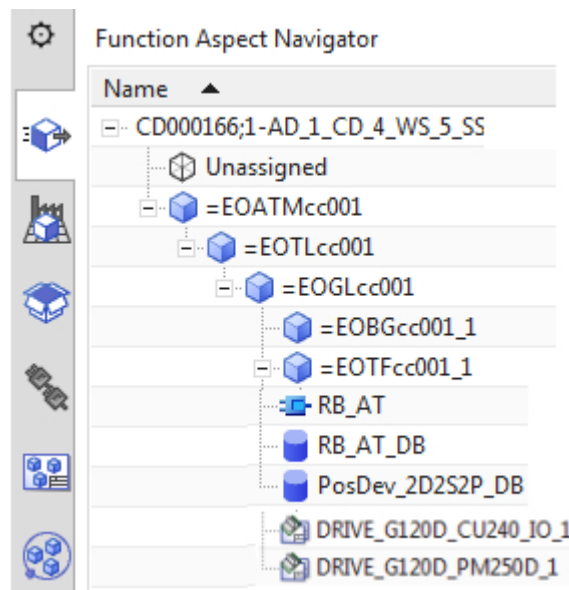 Function Aspect Navigator
Name
CD000166;1-AD_1_CD_4_WS_5_SS
Unassigned
=EOATMcc001
=EOTLcc001
=EOGLcc001
=EOBGcc001_1
=EOTFcc001_1
RB_AT
RB_AT_DB
PosDev_2D2S2P_DB
DRIVE_G120D_CU240_IO_1
DRIVE_G120D_PM250D_1